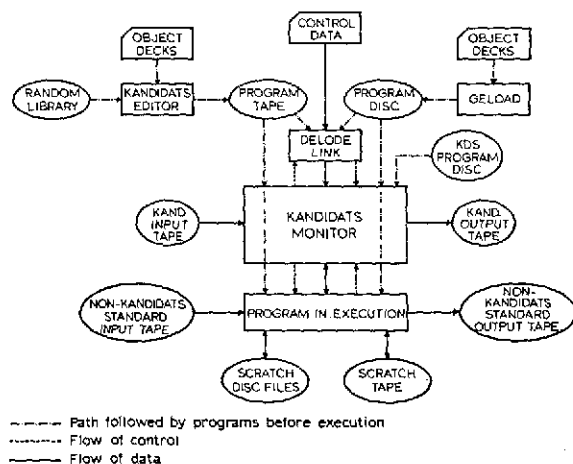 OBJECT
DECKS
CONTROL
DATA
OBJECT
DECKS
RANDOM
LIBRARY
KANDIDATS
EDITOR
PROGRAM
TAPE
PROGRAM
DISC
GELOAD
DELODE
LINK
KDS
PROGRAM
DISC
KAND
INPUT
TAPE
KANDIDATS
MONITOR
KAND.
OUTPUT
TAPE
NON-KANDIDATS
STANDARD
INPUT TAPE
PROGRAM IN EXECUTION
NON-
KANDIDATS
STANDARD
OUTPUT TAPE
SCRATCH
DISC FILES
SCRATCH
TAPE
Path followed by programs before execution
Flow of control
Flow of data